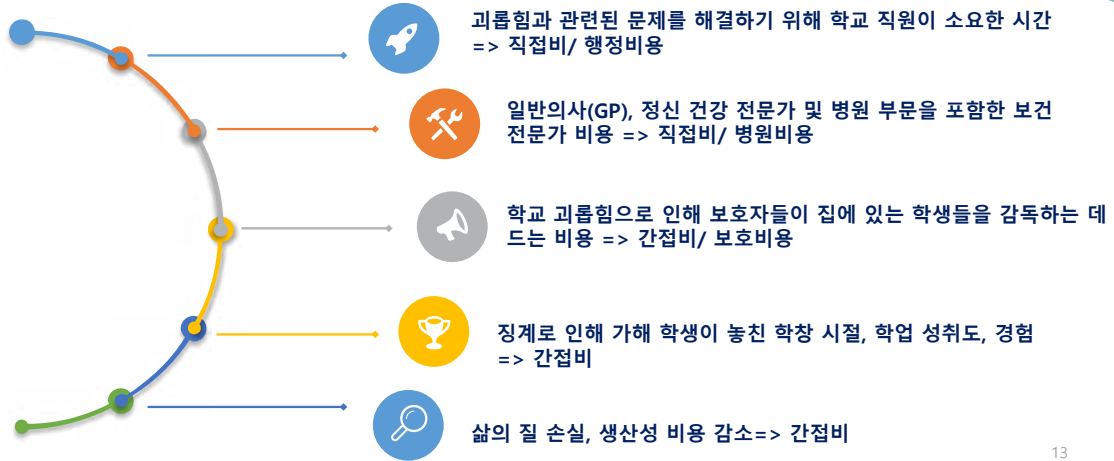 괴롭힘과 관련된 문제를 해결하기 위해 학교 직원이 소요한 시간
=> 직접비/ 행정비용
일반의사(GP), 정신 건강 전문가 및 병원 부문을 포함한 보건
전문가 비용 => 직접비/ 병원비용
학교 괴롭힘으로 인해 보호자들이 집에 있는 학생들을 감독하는 데
드는 비용 => 간접비/ 보호비용
징계로 인해 가해 학생이 놓친 학창 시절, 학업 성취도, 경험
=> 간접비
삶의 질 손실, 생산성 비용 감소=> 간접비
13